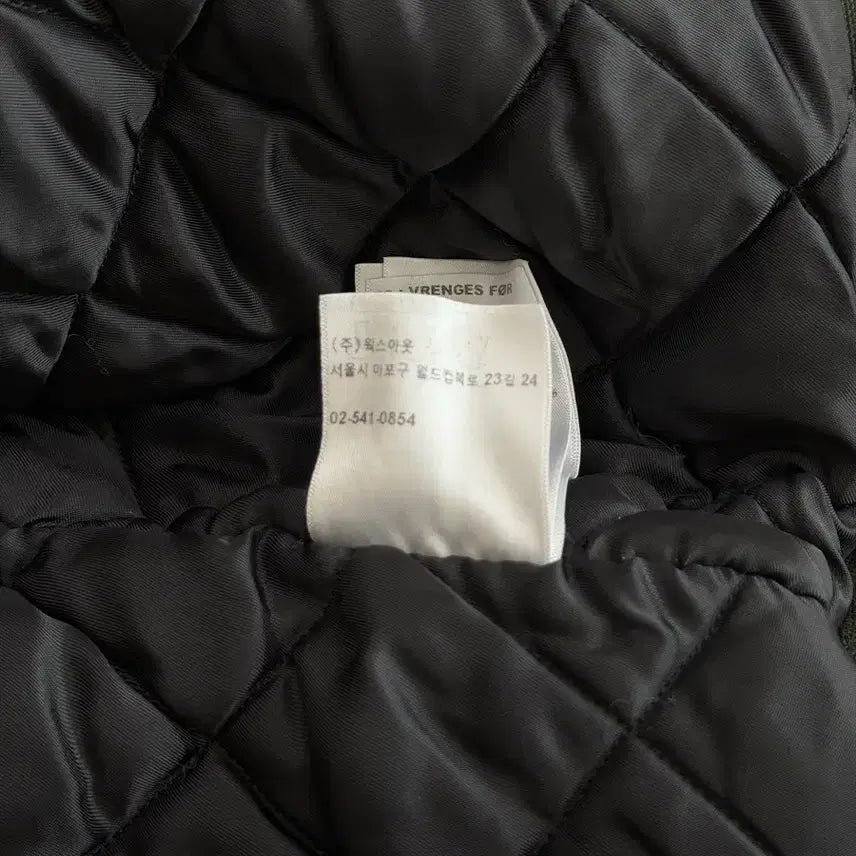 VRENGES FØR
(주)웍스아웃
서울시 마포구 월드컵북로 23길 24
02-541-0854